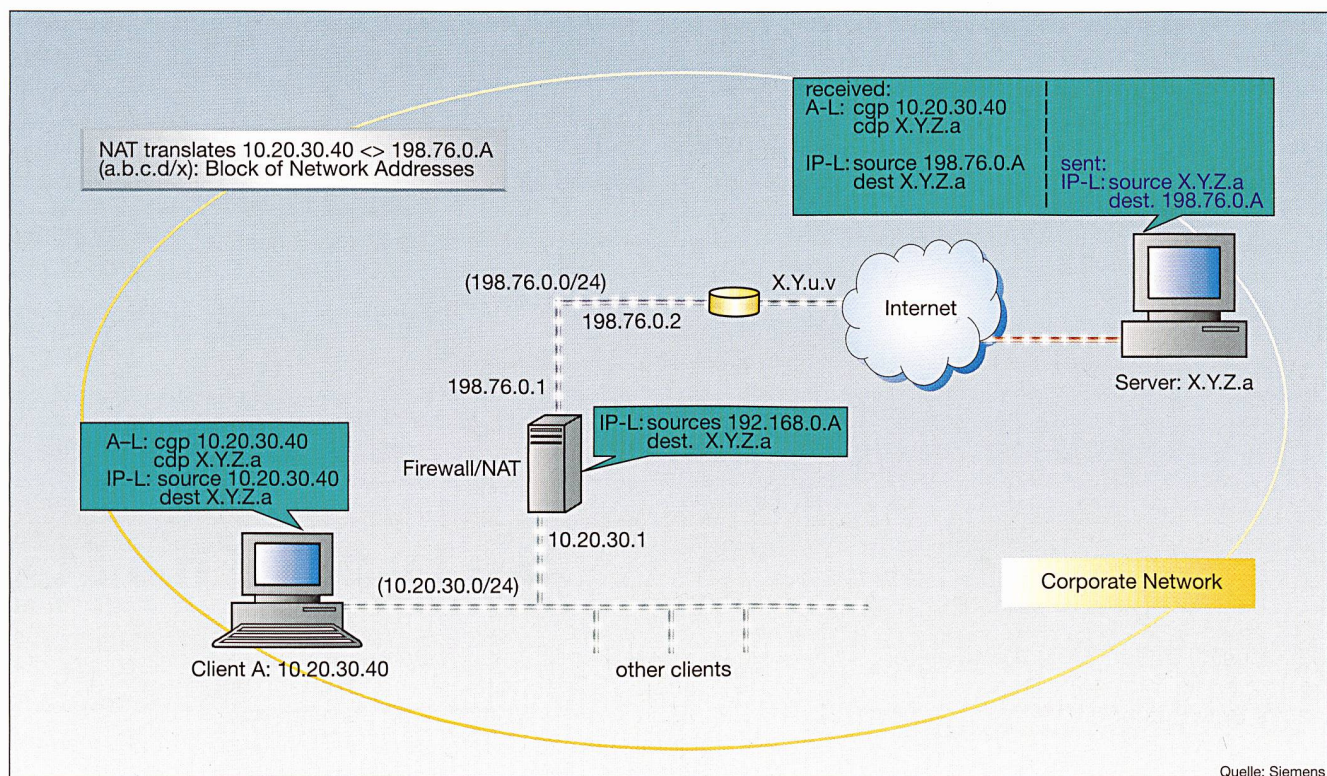 received:
A-L: cgp 10.20.30.40
cdp X.Y.Z.a
IP-L: source 198.76.0.A
dest X.Y.Z.a
sent:
IP-L: source X.Y.Z.a
dest. 198.76.0.A
NAT translates 10.20.30.40 <> 198.76.0.A
(a.b.c.d/x): Block of Network Addresses
(198.76.0.0/24)
198.76.0.2
X.Y.u.v
Internet
Server: X.Y.Z.a
198.76.0.1
IP-L: sources 192.168.0.A
dest. X.Y.Z.a
Firewall/NAT
A–L: cgp 10.20.30.40
cdp X.Y.Z.a
IP-L: source 10.20.30.40
dest X.Y.Z.a
10.20.30.1
(10.20.30.0/24)
Corporate Network
Client A: 10.20.30.40
other clients
Quelle: Siemens